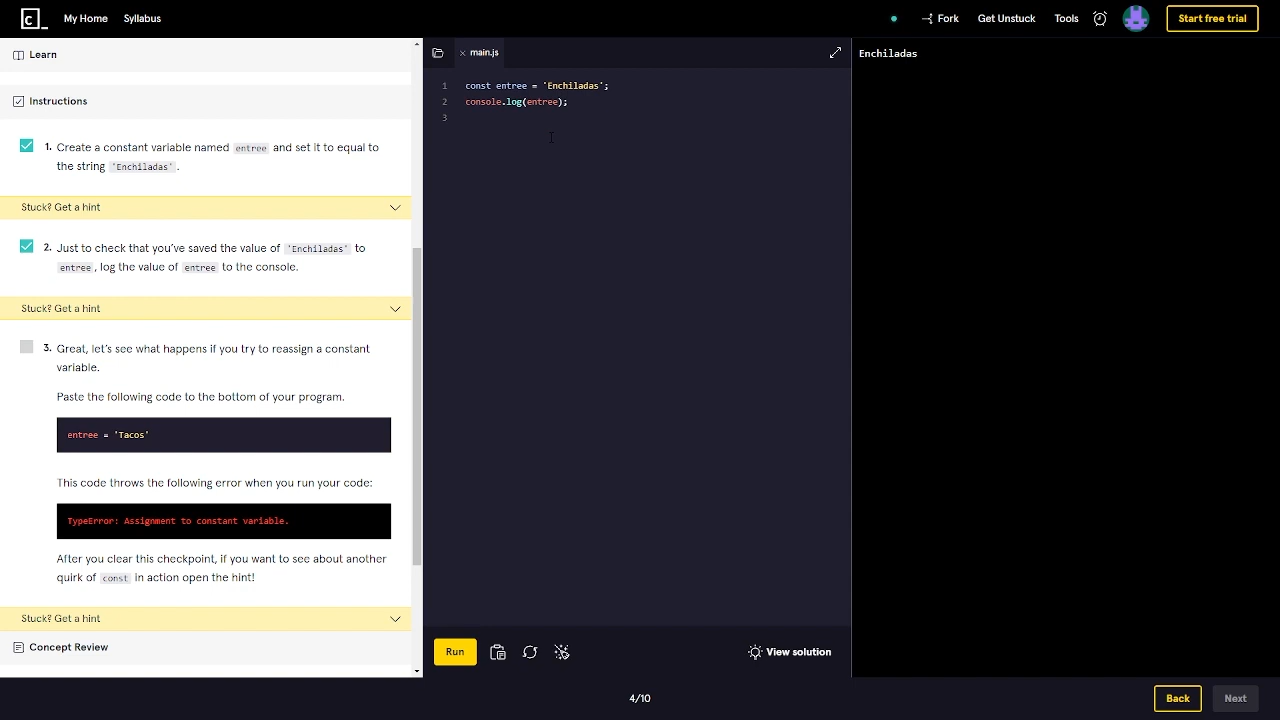 c_ My Home Syllabus Fork Get Unstuck Tools Start free trial
Learn
Instructions
1. Create a constant variable named entree and set it to equal to
the string 'Enchiladas'.
Stuck? Get a hint
2. Just to check that you've saved the value of 'Enchiladas' to
entree, log the value of entree to the console.
Stuck? Get a hint
3. Great, let's see what happens if you try to reassign a constant
variable.
Paste the following code to the bottom of your program.
entree = 'Tacos'
This code throws the following error when you run your code:
TypeError: Assignment to constant variable.
After you clear this checkpoint, if you want to see about another
quirk of const in action open the hint!
Stuck? Get a hint
Concept Review
× main.js
1 const entree = 'Enchiladas';
2 console.log(entree);
3
Run View solution
Enchiladas
4/10
Back Next